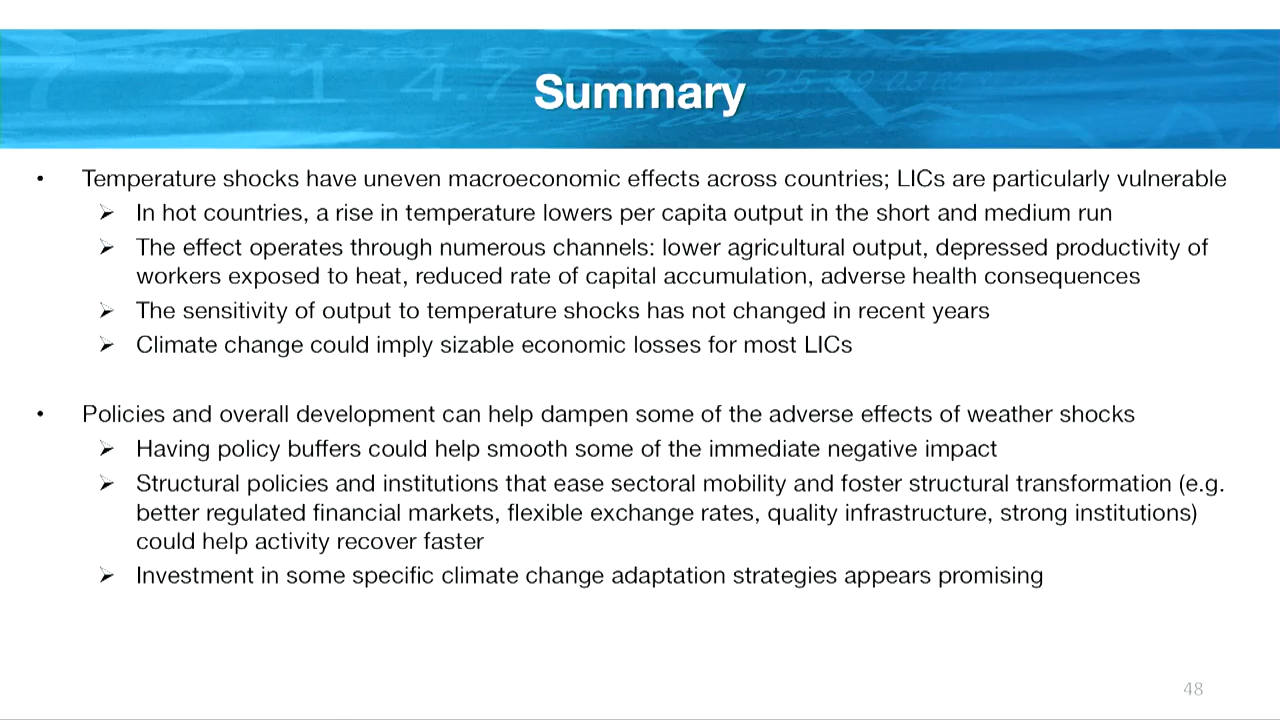 Summary
• Temperature shocks have uneven macroeconomic effects across countries; LICs are particularly vulnerable
➢ In hot countries, a rise in temperature lowers per capita output in the short and medium run
➢ The effect operates through numerous channels: lower agricultural output, depressed productivity of
workers exposed to heat, reduced rate of capital accumulation, adverse health consequences
➢ The sensitivity of output to temperature shocks has not changed in recent years
➢ Climate change could imply sizable economic losses for most LICs
• Policies and overall development can help dampen some of the adverse effects of weather shocks
➢ Having policy buffers could help smooth some of the immediate negative impact
➢ Structural policies and institutions that ease sectoral mobility and foster structural transformation (e.g.
better regulated financial markets, flexible exchange rates, quality infrastructure, strong institutions)
could help activity recover faster
➢ Investment in some specific climate change adaptation strategies appears promising
48